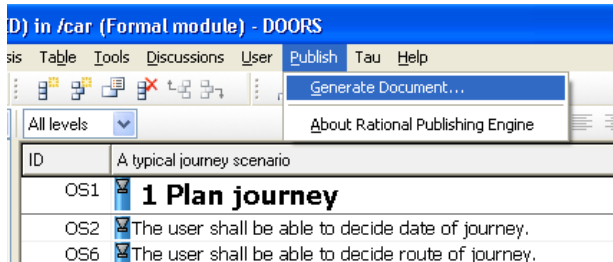 D) in /car (Formal module) - DOORS
sis Table Tools Discussions User Publish Tau Help
Generate Document...
All levels
About Rational Publishing Engine
ID A typical journey scenario
OS1 1 Plan journey
OS2 The user shall be able to decide date of journey.
OS6 The user shall be able to decide route of journey.